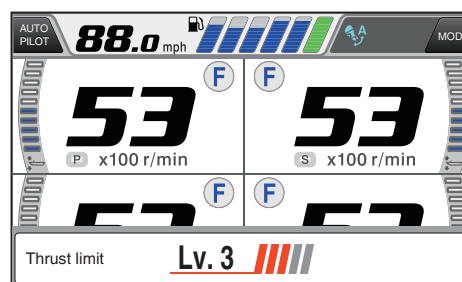 AUTO PILOT 88.0 mph A MOD
F F
53 53
P x100 r/min S x100 r/min
F F
Thrust limit Lv. 3